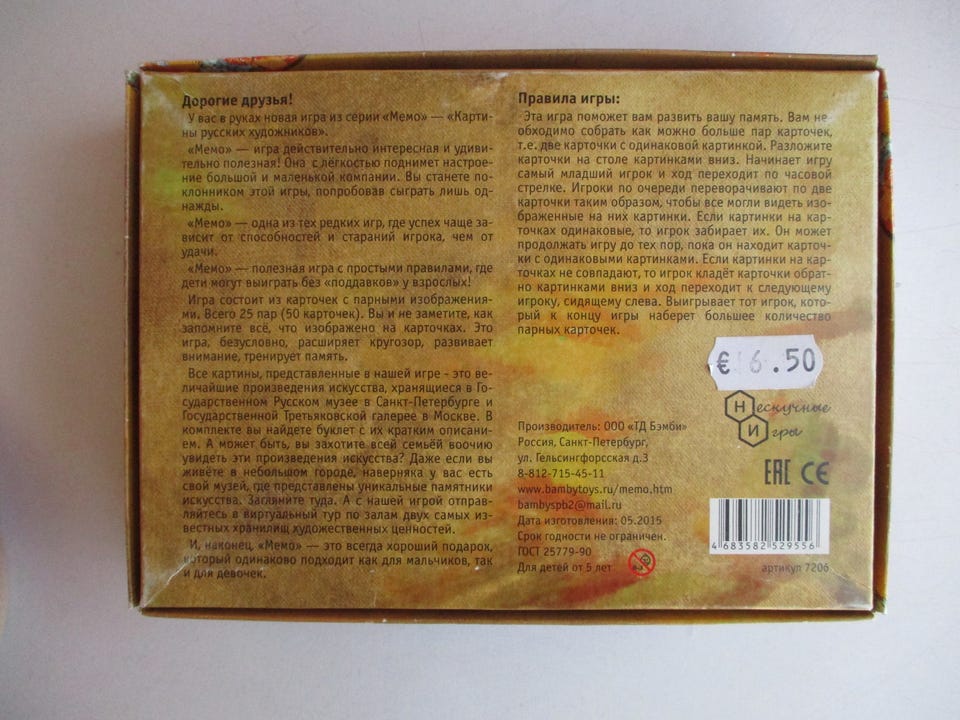 Дорогие друзья!
У вас в руках новая игра из серии «Мемо» — «Карти-
ны русских художников».
«Мемо» — игра действительно интересная и удиви-
тельно полезная! Она с лёгкостью поднимет настрое-
ние большой и маленькой компании. Вы станете по-
клонником этой игры, попробовав сыграть лишь од-
нажды.
«Мемо» — одна из тех редких игр, где успех чаще за-
висит от способностей и стараний игрока, чем от
удачи.
«Мемо» — полезная игра с простыми правилами, где
дети могут выиграть без «поддавков» у взрослых!
Игра состоит из карточек с парными изображения-
ми. Всего 25 пар (50 карточек). Вы и не заметите, как
запомните всё, что изображено на карточках. Это
игра, безусловно, расширяет кругозор, развивает
внимание, тренирует память.
Все картины, представленные в нашей игре - это ве-
личайшие произведения искусства, хранящиеся в Го-
сударственном Русском музее в Санкт-Петербурге и
Государственной Третьяковской галерее в Москве. В
комплекте вы найдете буклет с их кратким описани-
ем. А может быть, вы захотите всей семьёй воочию
увидеть эти произведения искусства? Даже если вы
живёте в небольшом городе, наверняка у вас есть
свой музей, где представлены уникальные памятники
искусства. Загляните туда. А с нашей игрой отправ-
ляйтесь в виртуальный тур по залам двух самых из-
вестных хранилищ художественных ценностей.
И, наконец, «Мемо» — это всегда хороший подарок,
который одинаково подходит как для мальчиков, так
и для девочек.
Правила игры:
Эта игра поможет вам развить вашу память. Вам не-
обходимо собрать как можно больше пар карточек,
т.е. две карточки с одинаковой картинкой. Разложите
карточки на столе картинками вниз. Начинает игру
самый младший игрок и ход переходит по часовой
стрелке. Игроки по очереди переворачивают по две
карточки таким образом, чтобы все могли видеть изо-
браженные на них картинки. Если картинки на кар-
точках одинаковые, то игрок забирает их. Он может
продолжать игру до тех пор, пока он находит карточ-
ки с одинаковыми картинками. Если картинки на кар-
точках не совпадают, то игрок кладёт карточки обрат-
но картинками вниз и ход переходит к следующему
игроку, сидящему слева. Выигрывает тот игрок, кото-
рый к концу игры наберет большее количество
парных карточек.
€ 6.50
Нескучные
Игры
Производитель: ООО «ТД Бэмби»
Россия, Санкт-Петербург,
ул. Гельсингфорсская д.3
8-812-715-45-11
www.bambytoys.ru/memo.htm
bambyspb2@mail.ru
Дата изготовления: 05.2015
Срок годности не ограничен.
ГОСТ 25779-90
Для детей от 5 лет
0-3
EAC CE
4 683582 529556
артикул 7206